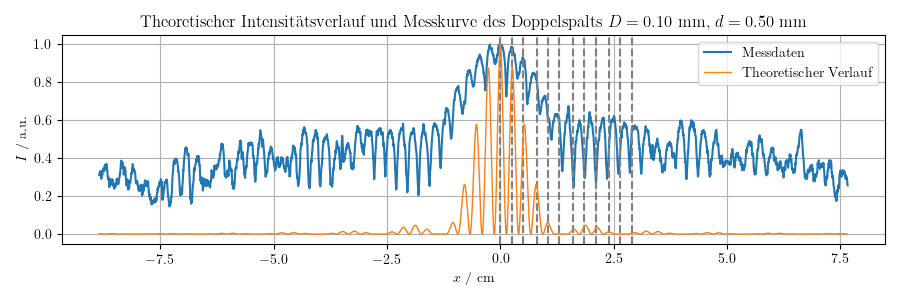 Theoretischer Intensitätsverlauf und Messkurve des Doppelspalts D = 0.10 mm, d = 0.50 mm
1.0
0.8
0.6
0.4
0.2
0.0
I / a.u.
Messdaten
Theoretischer Verlauf
−7.5 −5.0 −2.5 0.0 2.5 5.0 7.5
x / cm